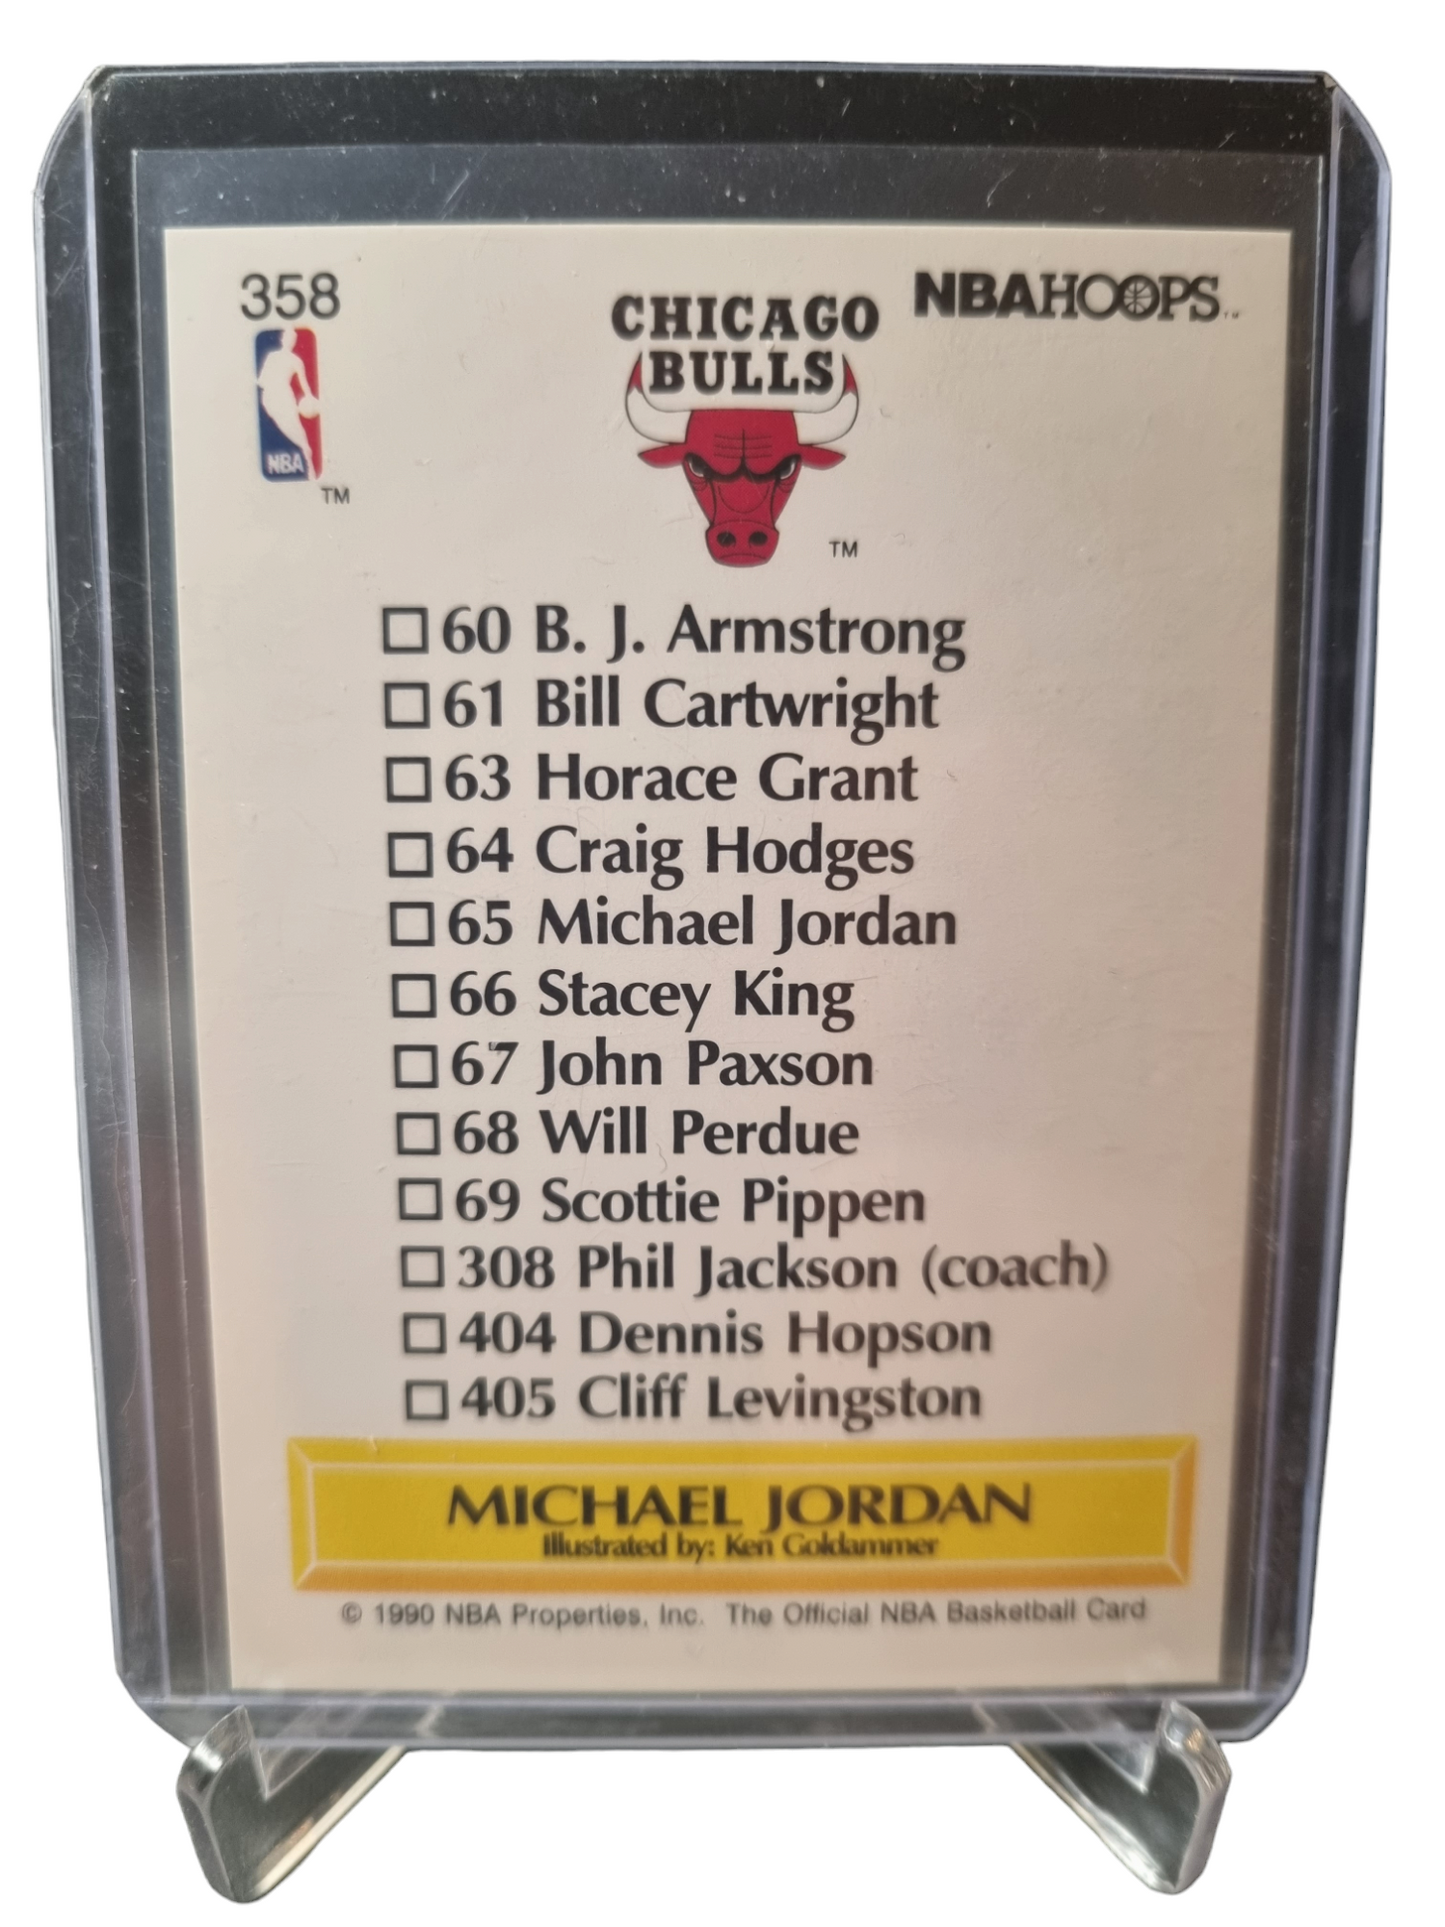 358
NBAHOOPS™
CHICAGO
BULLS
NBA
TM
TM
60 B. J. Armstrong
61 Bill Cartwright
63 Horace Grant
64 Craig Hodges
65 Michael Jordan
66 Stacey King
67 John Paxson
68 Will Perdue
69 Scottie Pippen
308 Phil Jackson (coach)
404 Dennis Hopson
405 Cliff Levingston
MICHAEL JORDAN
Illustrated by: Ken Goldammer
© 1990 NBA Properties, Inc. The Official NBA Basketball Card